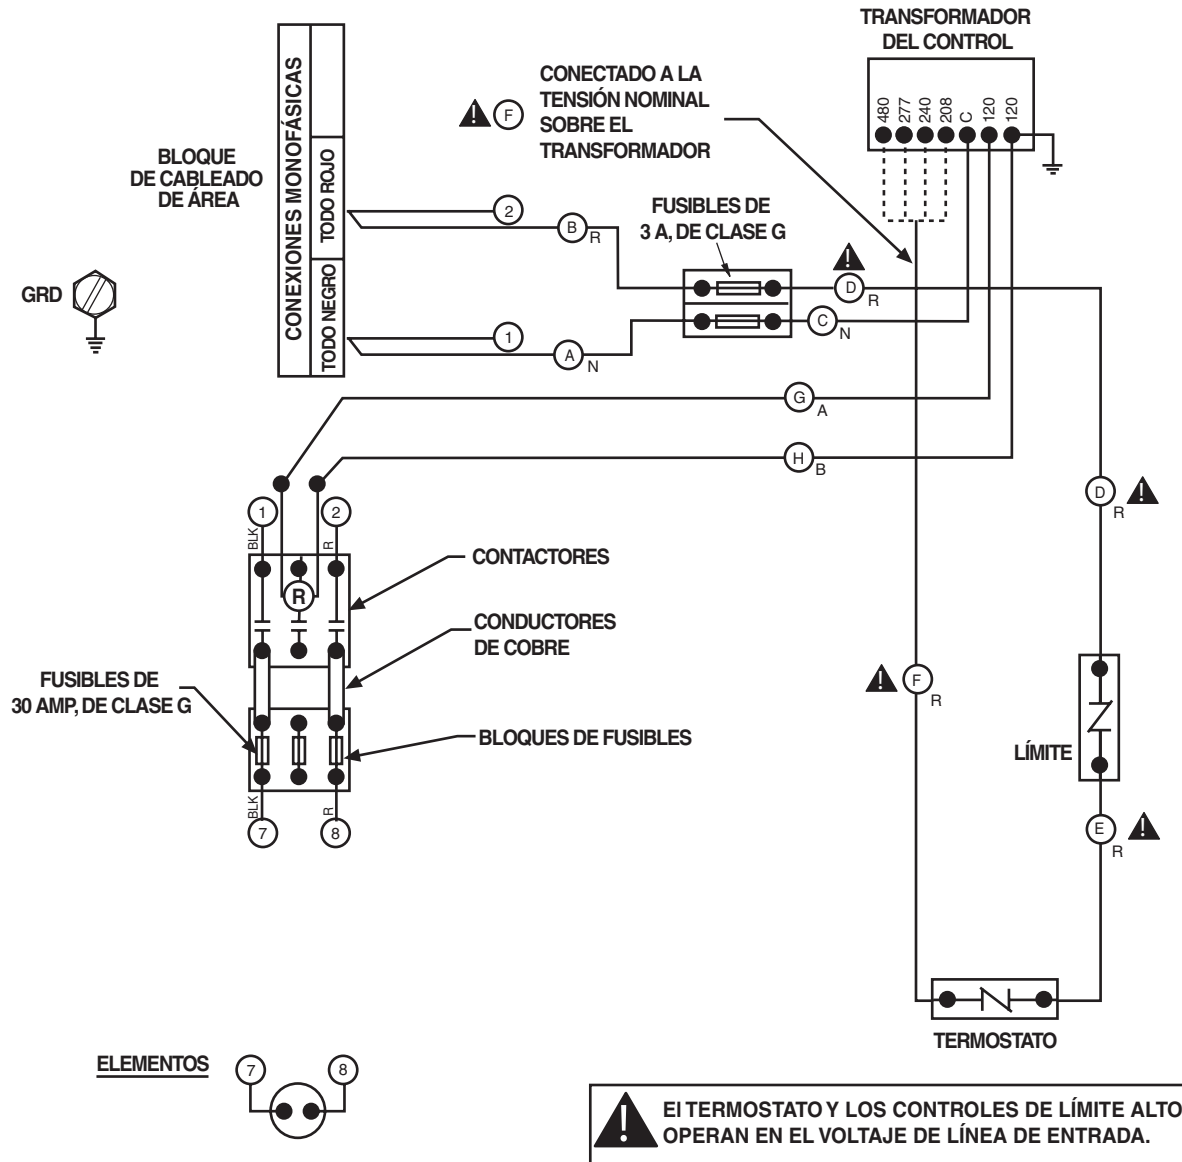 TRANSFORMADOR
DEL CONTROL
480
277
240
208
C
120
120
CONECTADO A LA
TENSIÓN NOMINAL
SOBRE EL
TRANSFORMADOR
F
BLOQUE
DE CABLEADO
DE ÁREA
CONEXIONES MONOFÁSICAS
TODO ROJO
TODO NEGRO
2
B
R
FUSIBLES DE
3 A, DE CLASE G
D
R
GRD
1
A
N
C
N
G
A
H
B
D
R
1
2
BLK
R
R
CONTACTORES
CONDUCTORES
DE COBRE
FUSIBLES DE
30 AMP, DE CLASE G
BLOQUES DE FUSIBLES
BLK
R
7
8
F
R
LÍMITE
E
R
TERMOSTATO
ELEMENTOS
7
8
El TERMOSTATO Y LOS CONTROLES DE LÍMITE ALTO
OPERAN EN EL VOLTAJE DE LÍNEA DE ENTRADA.